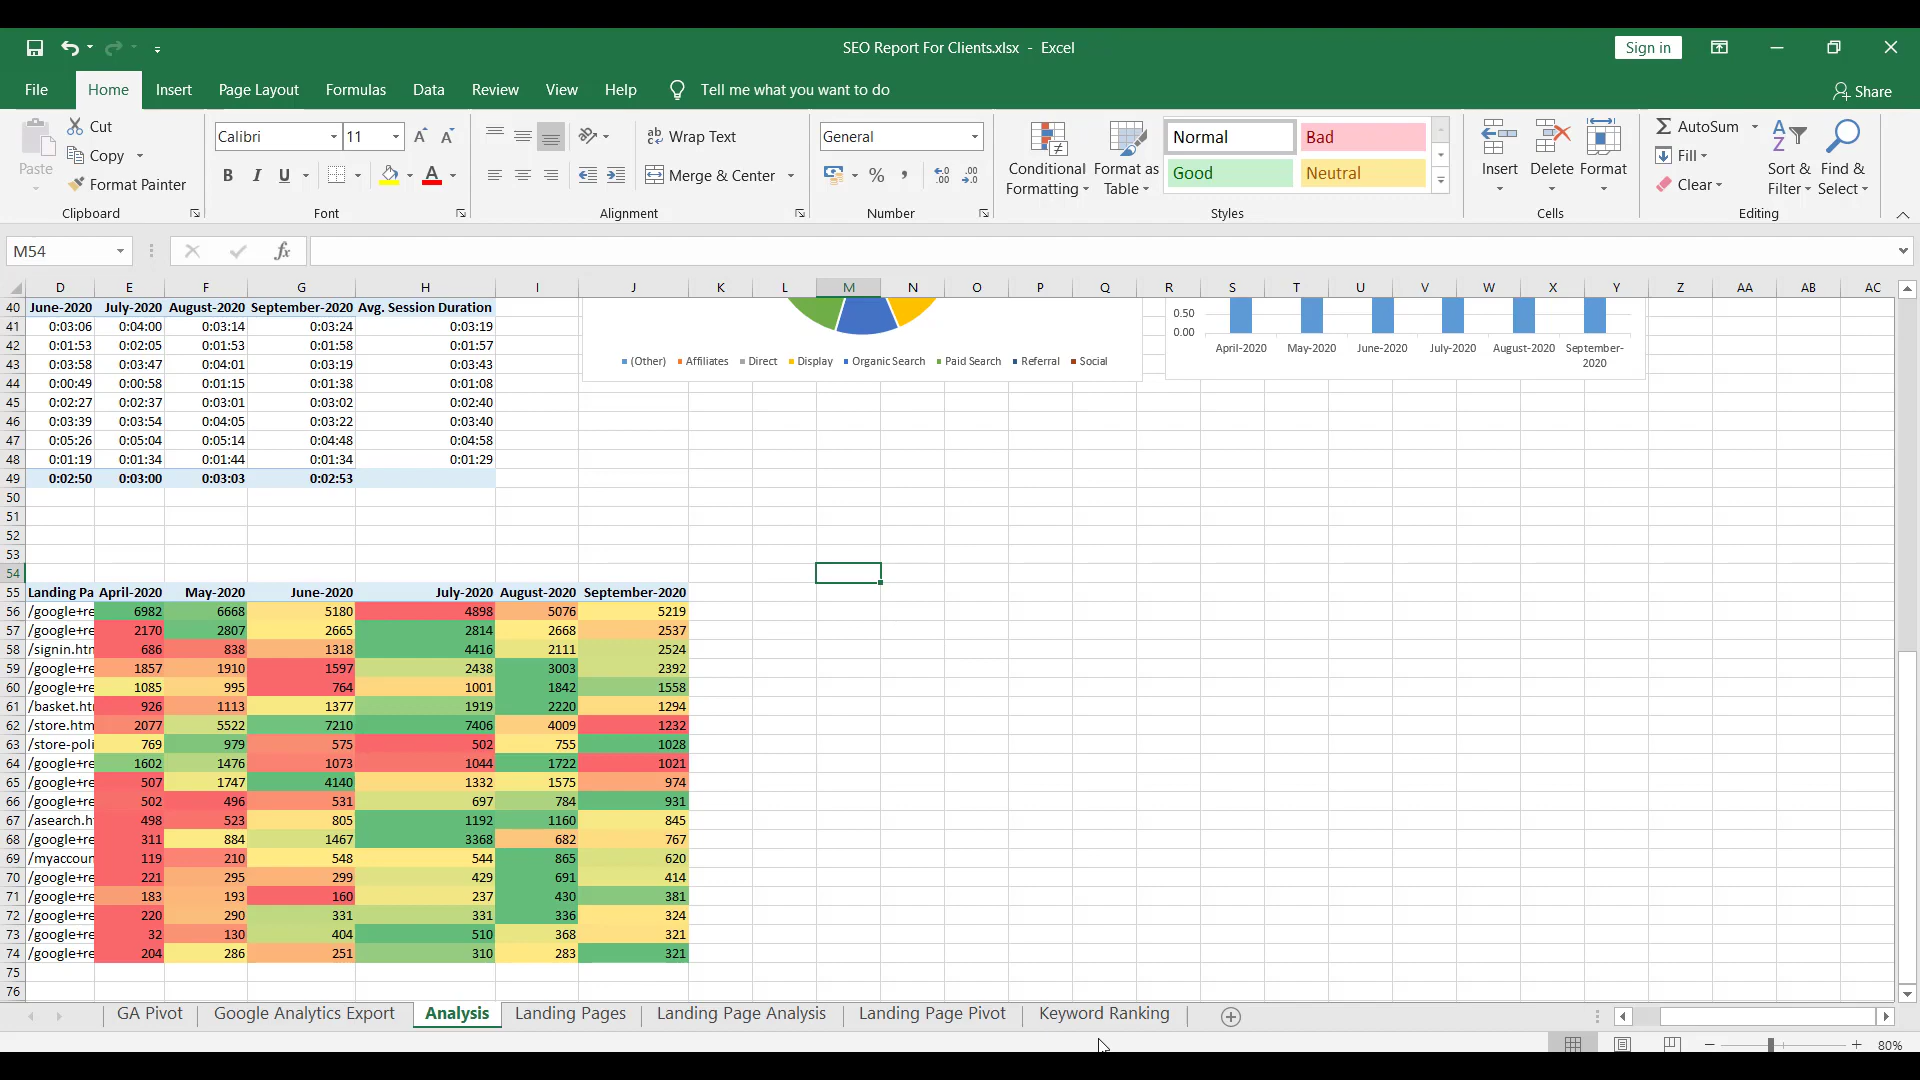 SEO Report For Clients.xlsx - Excel
Sign in
File Home Insert Page Layout Formulas Data Review View Help Tell me what you want to do Share
Paste Cut Copy Format Painter Clipboard
Calibri 11 B I U A Font
Wrap Text Merge & Center Alignment
General % Number
Conditional Formatting Format as Table Normal Bad Good Neutral Styles
Insert Delete Format Cells
AutoSum Fill Clear Sort & Filter Find & Select Editing
M54 fx
D E F G H I J K L M N O P Q R S T U V W X Y Z AA AB AC
40 June-2020 July-2020 August-2020 September-2020 Avg. Session Duration
41 0:03:06 0:04:00 0:03:14 0:03:24 0:03:19
42 0:01:53 0:02:05 0:01:53 0:01:58 0:01:57
43 0:03:58 0:03:47 0:04:01 0:03:19 0:03:43
44 0:00:49 0:00:58 0:01:15 0:01:38 0:01:08
45 0:02:27 0:02:37 0:03:01 0:03:02 0:02:40
46 0:03:39 0:03:54 0:04:05 0:03:22 0:03:40
47 0:05:26 0:05:04 0:05:14 0:04:48 0:04:58
48 0:01:19 0:01:34 0:01:44 0:01:34 0:01:29
49 0:02:50 0:03:00 0:03:03 0:02:53
(Other) Affiliates Direct Display Organic Search Paid Search Referral Social
0.50
0.00
April-2020 May-2020 June-2020 July-2020 August-2020 September-2020
50
51
52
53
54
55 Landing Pa April-2020 May-2020 June-2020 July-2020 August-2020 September-2020
56 /google+re 6982 6668 5180 4898 5076 5219
57 /google+re 2170 2807 2665 2814 2668 2537
58 /signin.htn 686 838 1318 4416 2111 2524
59 /google+re 1857 1910 1597 2438 3003 2392
60 /google+re 1085 995 764 1001 1842 1558
61 /basket.ht 926 1113 1377 1919 2220 1294
62 /store.htm 2077 5522 7210 7406 4009 1232
63 /store-poli 769 979 575 502 755 1028
64 /google+re 1602 1476 1073 1044 1722 1021
65 /google+re 507 1747 4140 1332 1575 974
66 /google+re 502 496 531 697 784 931
67 /asearch.h 498 523 805 1192 1160 845
68 /google+re 311 884 1467 3368 682 767
69 /myaccoun 119 210 548 544 865 620
70 /google+re 221 295 299 429 691 414
71 /google+re 183 193 160 237 430 381
72 /google+re 220 290 331 331 336 324
73 /google+re 32 130 404 510 368 321
74 /google+re 204 286 251 310 283 321
75
76
GA Pivot Google Analytics Export Analysis Landing Pages Landing Page Analysis Landing Page Pivot Keyword Ranking
80%